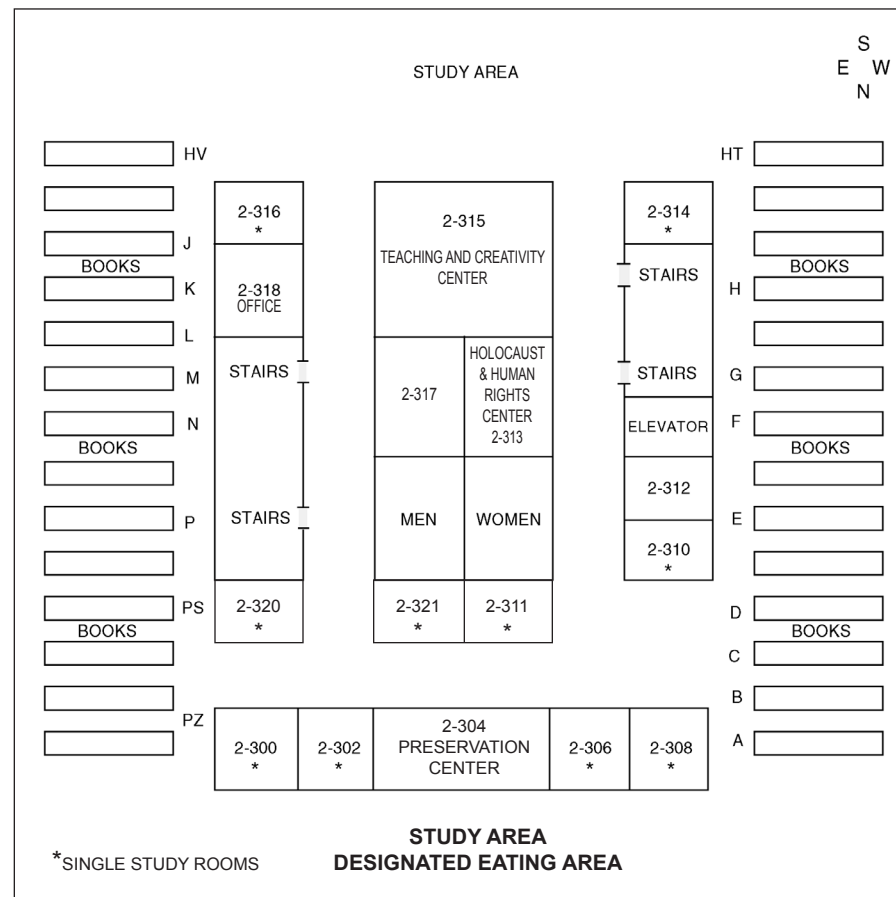 S
E W
N
STUDY AREA
HV
HT
2-316
*
2-315
TEACHING AND CREATIVITY
CENTER
2-314
*
J
BOOKS
BOOKS
K
2-318
OFFICE
STAIRS
H
L
M
STAIRS
2-317
HOLOCAUST
& HUMAN
RIGHTS
CENTER
2-313
STAIRS
G
N
ELEVATOR
F
BOOKS
BOOKS
2-312
P
STAIRS
MEN
WOMEN
E
2-310
*
PS
2-320
*
2-321
*
2-311
*
D
BOOKS
BOOKS
C
B
PZ
2-300
*
2-302
*
2-304
PRESERVATION
CENTER
2-306
*
2-308
*
A
*SINGLE STUDY ROOMS
STUDY AREA
DESIGNATED EATING AREA